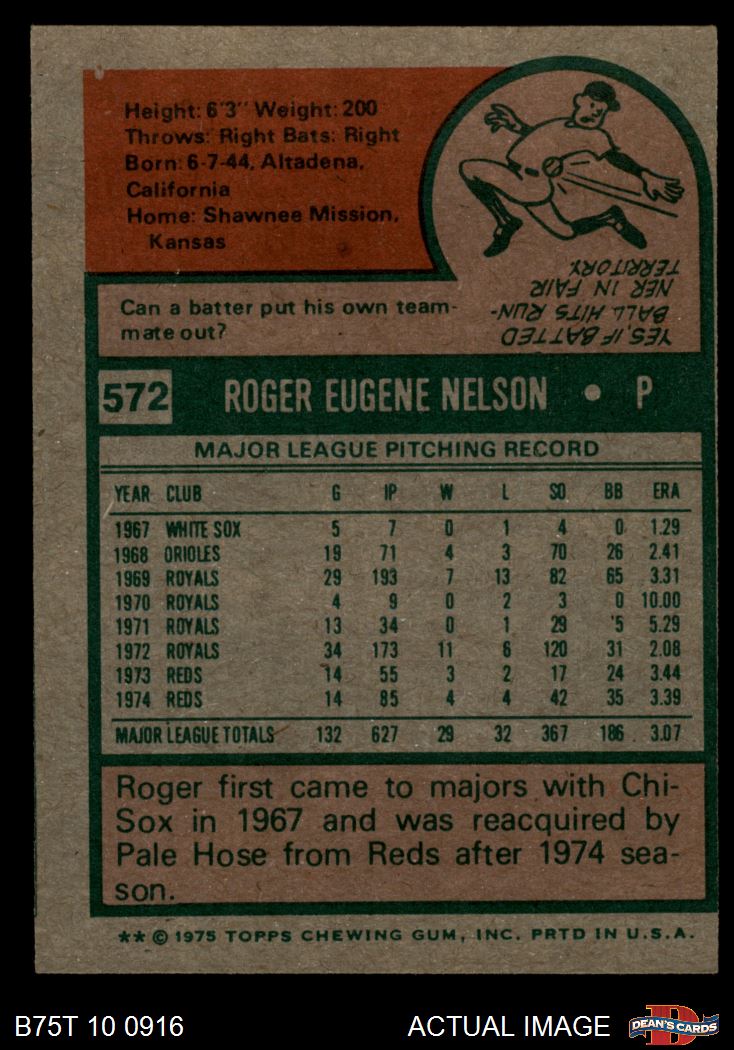 Height: 6'3" Weight: 200
Throws: Right Bats: Right
Born: 6-7-44, Altadena,
California
Home: Shawnee Mission,
Kansas
Can a batter put his own team-
mate out?
YES, IF BATTED
BALL HITS RUN-
NER IN FAIR
TERRITORY.
572 ROGER EUGENE NELSON • P
MAJOR LEAGUE PITCHING RECORD
YEAR CLUB G IP W L SO BB ERA
1967 WHITE SOX 5 7 0 1 4 0 1.29
1968 ORIOLES 19 71 4 3 70 26 2.41
1969 ROYALS 29 193 7 13 82 65 3.31
1970 ROYALS 4 9 0 2 3 0 10.00
1971 ROYALS 13 34 0 1 29 5 5.29
1972 ROYALS 34 173 11 6 120 31 2.08
1973 REDS 14 55 3 2 17 24 3.44
1974 REDS 14 85 4 4 42 35 3.39
MAJOR LEAGUE TOTALS 132 627 29 32 367 186 3.07
Roger first came to majors with Chi-
Sox in 1967 and was reacquired by
Pale Hose from Reds after 1974 sea-
son.
** © 1975 TOPPS CHEWING GUM, INC. PRTD IN U.S.A.
B75T 10 0916 ACTUAL IMAGE DEAN'S CARDS